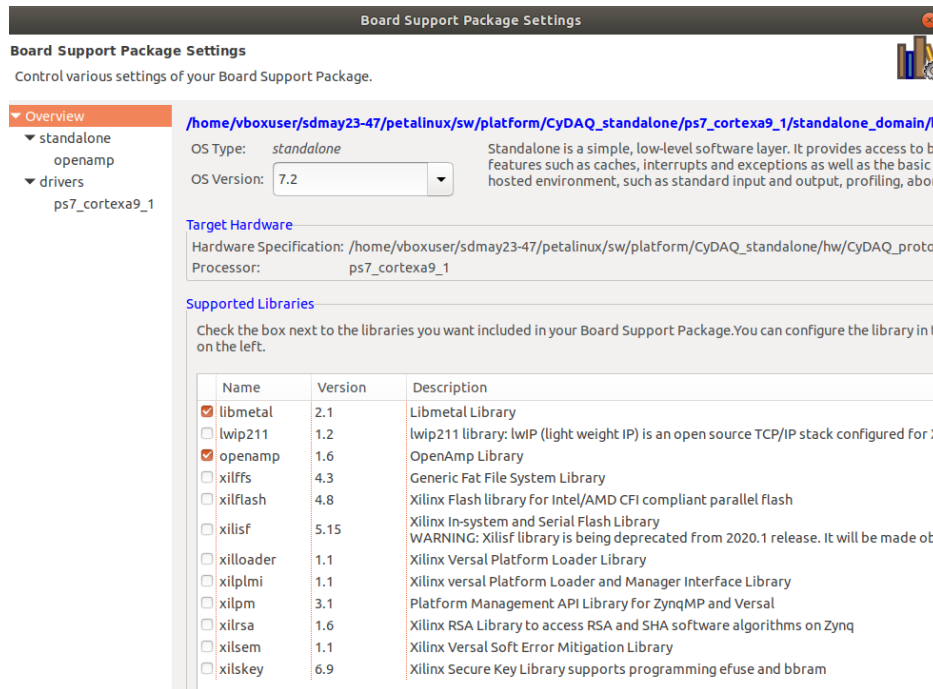 Board Support Package Settings
Board Support Package Settings
Control various settings of your Board Support Package.
Overview
standalone
openamp
drivers
ps7_cortexa9_1
/home/vboxuser/sdmay23-47/petalinux/sw/platform/CyDAQ_standalone/ps7_cortexa9_1/standalone_domain/
OS Type: standalone
OS Version: 7.2
Standalone is a simple, low-level software layer. It provides access to
features such as caches, interrupts and exceptions as well as the basic
hosted environment, such as standard input and output, profiling,
Target Hardware
Hardware Specification: /home/vboxuser/sdmay23-47/petalinux/sw/platform/CyDAQ_standalone/hw/CyDAQ_proto
Processor: ps7_cortexa9_1
Supported Libraries
Check the box next to the libraries you want included in your Board Support Package.You can configure the library in
on the left.
Name Version Description
libmetal 2.1 Libmetal Library
lwip211 1.2 lwip211 library: lwIP (light weight IP) is an open source TCP/IP stack configured for
openamp 1.6 OpenAmp Library
xilffs 4.3 Generic Fat File System Library
xilflash 4.8 Xilinx Flash library for Intel/AMD CFI compliant parallel flash
xilisf 5.15 Xilinx In-system and Serial Flash Library
WARNING: Xilisf library is being deprecated from 2020.1 release. It will be made
xilloader 1.1 Xilinx Versal Platform Loader Library
xilplmi 1.1 Xilinx versal Platform Loader and Manager Interface Library
xilpm 3.1 Platform Management API Library for ZynqMP and Versal
xilrsa 1.6 Xilinx RSA Library to access RSA and SHA software algorithms on Zynq
xilsem 1.1 Xilinx Versal Soft Error Mitigation Library
xilskey 6.9 Xilinx Secure Key Library supports programming efuse and bbram